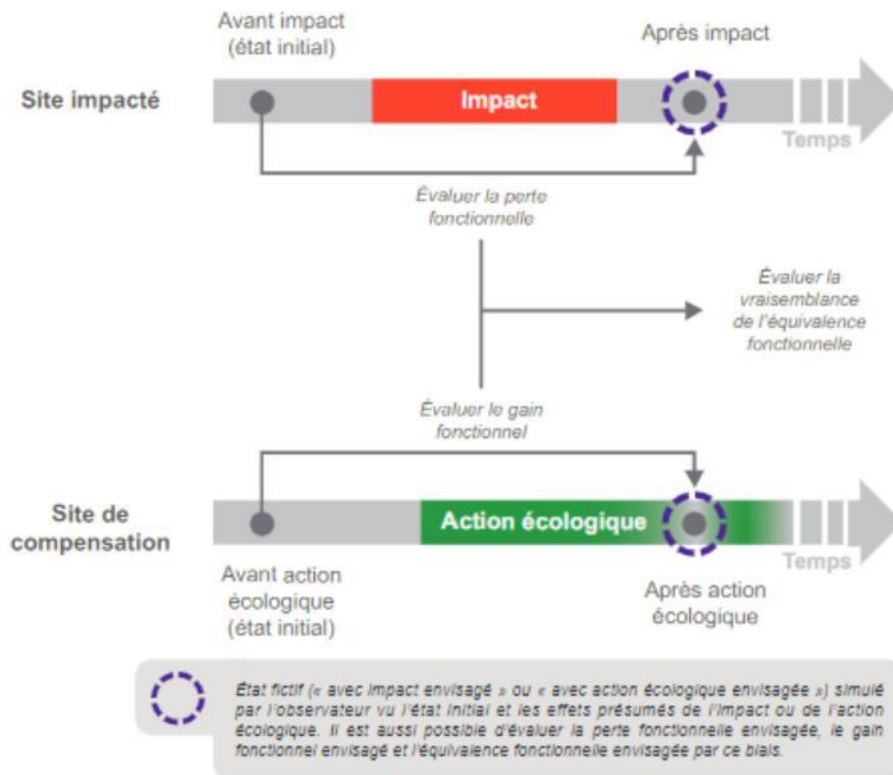 Avant impact
(état initial)
Après impact
Site impacté
Impact
Temps
Évaluer la perte
fonctionnelle
Évaluer la
vraisemblance
de l'équivalence
fonctionnelle
Évaluer le gain
fonctionnel
Site de
compensation
Action écologique
Temps
Avant action
écologique
(état initial)
Après action
écologique
État fictif (« avec impact envisagé » ou « avec action écologique envisagée ») simulé
par l'observateur vu l'état initial et les effets présumés de l'impact ou de l'action
écologique. Il est aussi possible d'évaluer la perte fonctionnelle envisagée, le gain
fonctionnel envisagé et l'équivalence fonctionnelle envisagée par ce biais.